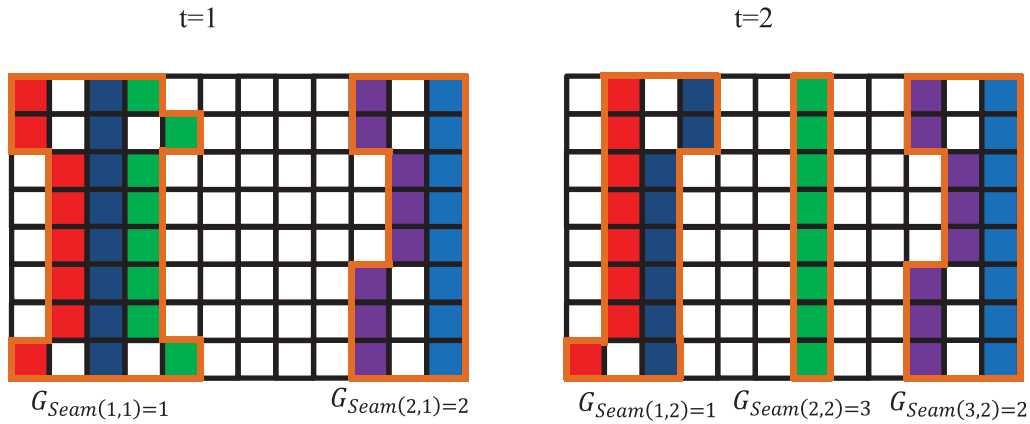 t=1
t=2
G_{Seam(1,1)=1}
G_{Seam(2,1)=2}
G_{Seam(1,2)=1}
G_{Seam(2,2)=3}
G_{Seam(3,2)=2}